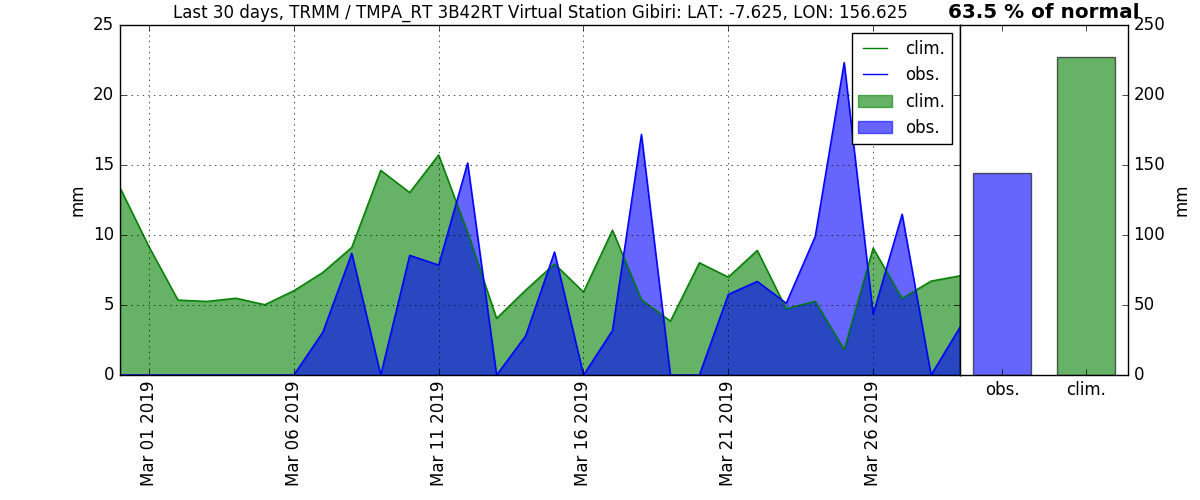 Last 30 days, TRMM / TMPA_RT 3B42RT Virtual Station Gibiri: LAT: -7.625, LON: 156.625
63.5 % of normal
25
20
15
10
5
0
mm
clim.
obs.
clim.
obs.
Mar 01 2019
Mar 06 2019
Mar 11 2019
Mar 16 2019
Mar 21 2019
Mar 26 2019
250
200
150
100
50
0
mm
obs.
clim.